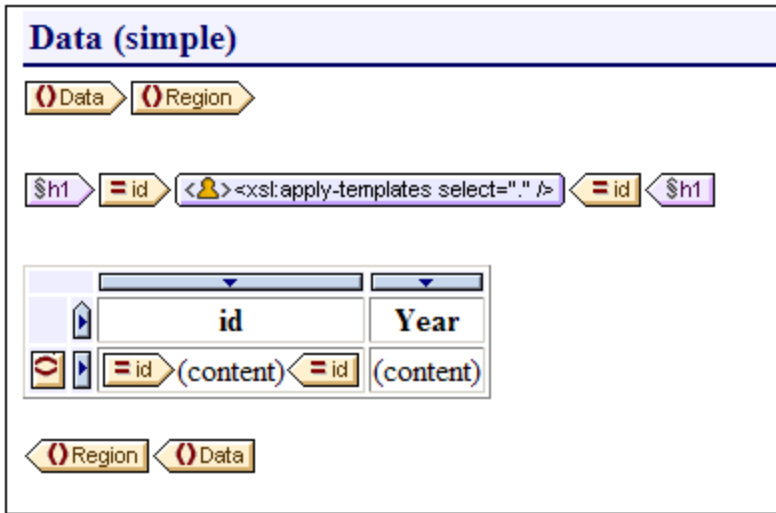 Data (simple)
()Data ()Region
§h1 =id <><xsl:apply-templates select="." /> =id §h1
id Year
=id (content) =id (content)
()Region ()Data